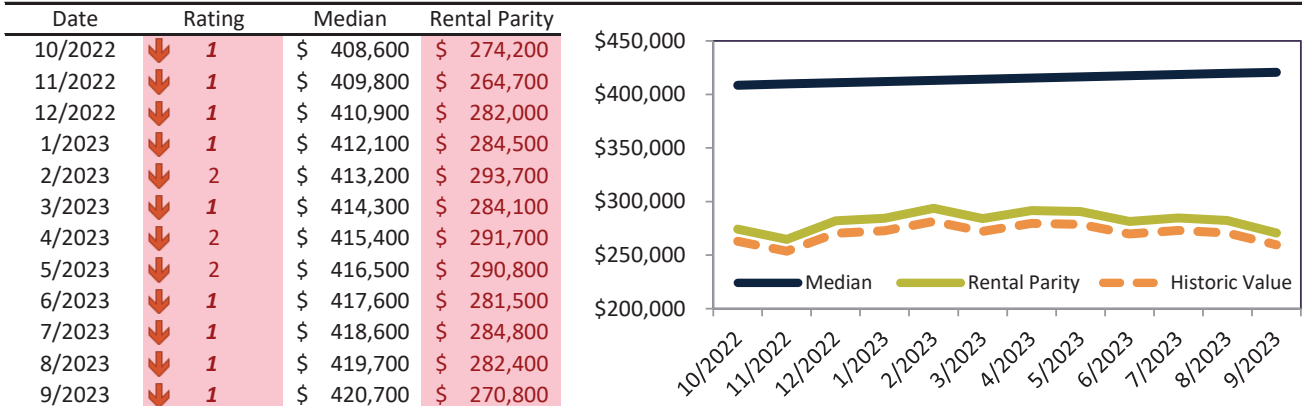 Date Rating Median Rental Parity
10/2022 1 $ 408,600 $ 274,200
11/2022 1 $ 409,800 $ 264,700
12/2022 1 $ 410,900 $ 282,000
1/2023 1 $ 412,100 $ 284,500
2/2023 2 $ 413,200 $ 293,700
3/2023 1 $ 414,300 $ 284,100
4/2023 2 $ 415,400 $ 291,700
5/2023 2 $ 416,500 $ 290,800
6/2023 1 $ 417,600 $ 281,500
7/2023 1 $ 418,600 $ 284,800
8/2023 1 $ 419,700 $ 282,400
9/2023 1 $ 420,700 $ 270,800
$450,000
$400,000
$350,000
$300,000
$250,000
$200,000
Median Rental Parity Historic Value
10/2022 11/2022 12/2022 1/2023 2/2023 3/2023 4/2023 5/2023 6/2023 7/2023 8/2023 9/2023